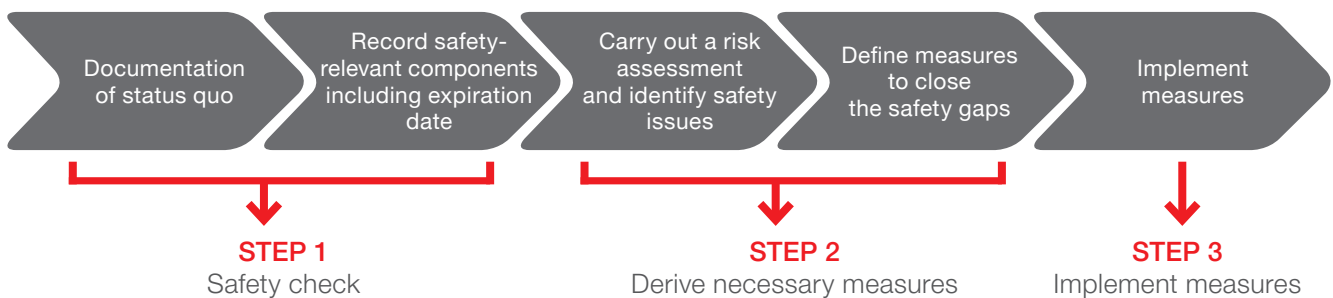 Documentation
of status quo
Record safety-
relevant components
including expiration
date
Carry out a risk
assessment
and identify safety
issues
Define measures
to close
the safety gaps
Implement
measures
STEP 1
Safety check
STEP 2
Derive necessary measures
STEP 3
Implement measures